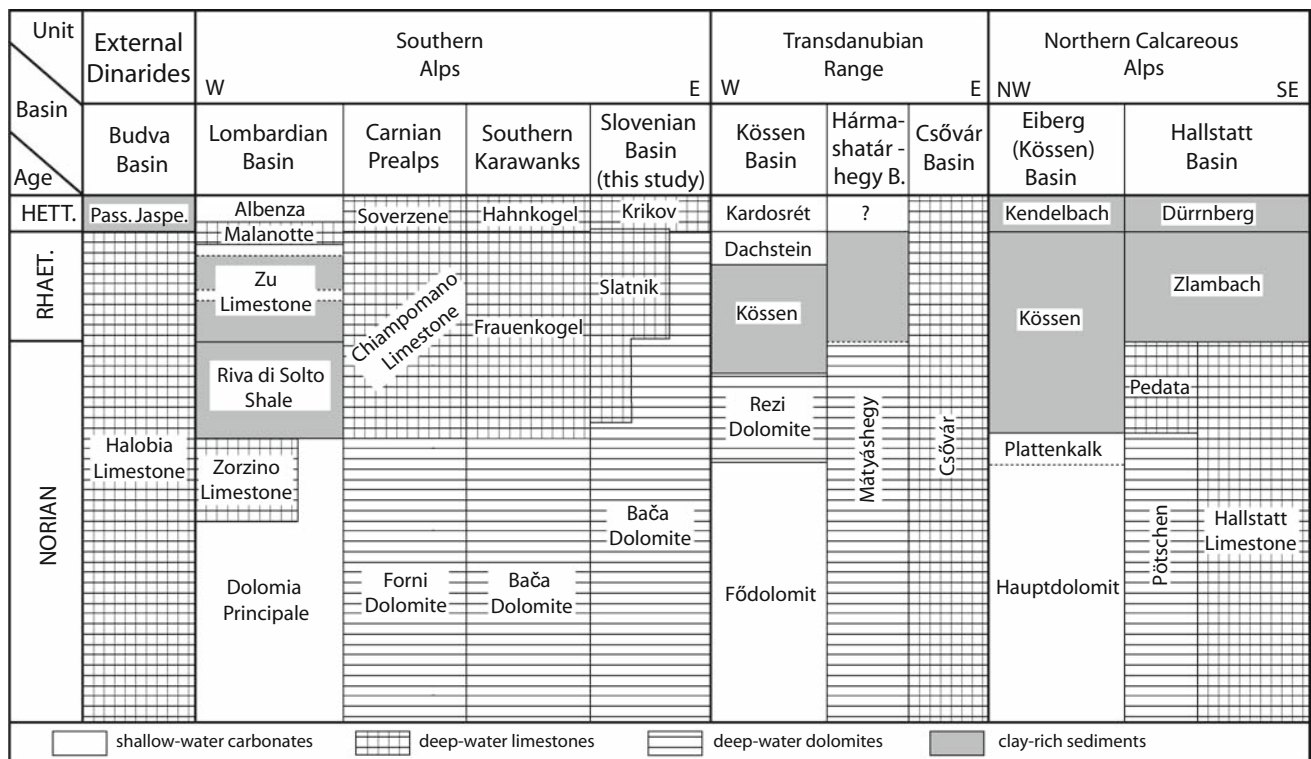 Unit
Basin
Age
External
Dinarides
Southern
Alps
W
E
Transdanubian
Range
W
E
Northern Calcareous
Alps
NW
SE
Budva
Basin
Lombardian
Basin
Carnian
Prealps
Southern
Karawanks
Slovenian
Basin
(this study)
Kössen
Basin
Hárma-
shatár -
hegy B.
Csővár
Basin
Eiberg
(Kössen)
Basin
Hallstatt
Basin
HETT.
Pass. Jaspe.
Albenza
Malanotte
Soverzene
Hahnkogel
Krikov
Kardosrét
?
Kendelbach
Dürrnberg
RHAET.
Zu
Limestone
Chiampomano
Limestone
Frauenkogel
Slatnik
Dachstein
Kössen
Kössen
Zlambach
NORIAN
Halobia
Limestone
Riva di Solto
Shale
Zorzino
Limestone
Dolomia
Principale
Forni
Dolomite
Bača
Dolomite
Bača
Dolomite
Rezi
Dolomite
Fődolomit
Mátyáshegy
Csővár
Plattenkalk
Hauptdolomit
Pedata
Pötschen
Hallstatt
Limestone
shallow-water carbonates
deep-water limestones
deep-water dolomites
clay-rich sediments